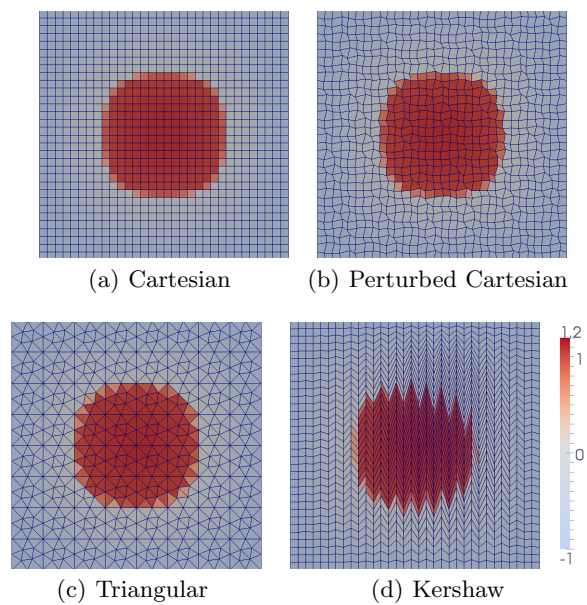 (a) Cartesian
(b) Perturbed Cartesian
1.2
1
0
-1
(c) Triangular
(d) Kershaw